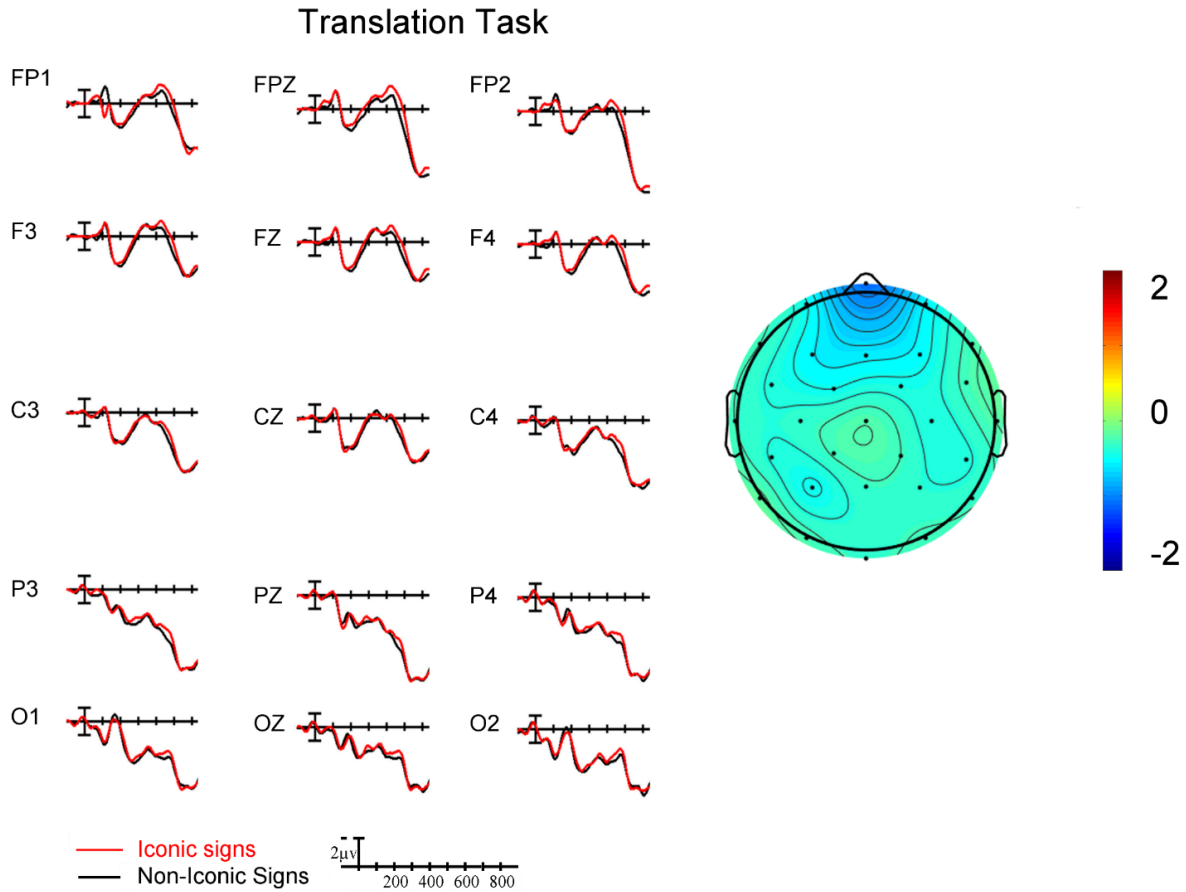 Translation Task
FP1 FPZ FP2
F3 FZ F4
C3 CZ C4
P3 PZ P4
O1 OZ O2
2
0
-2
Iconic signs
Non-Iconic Signs
2μv
200 400 600 800